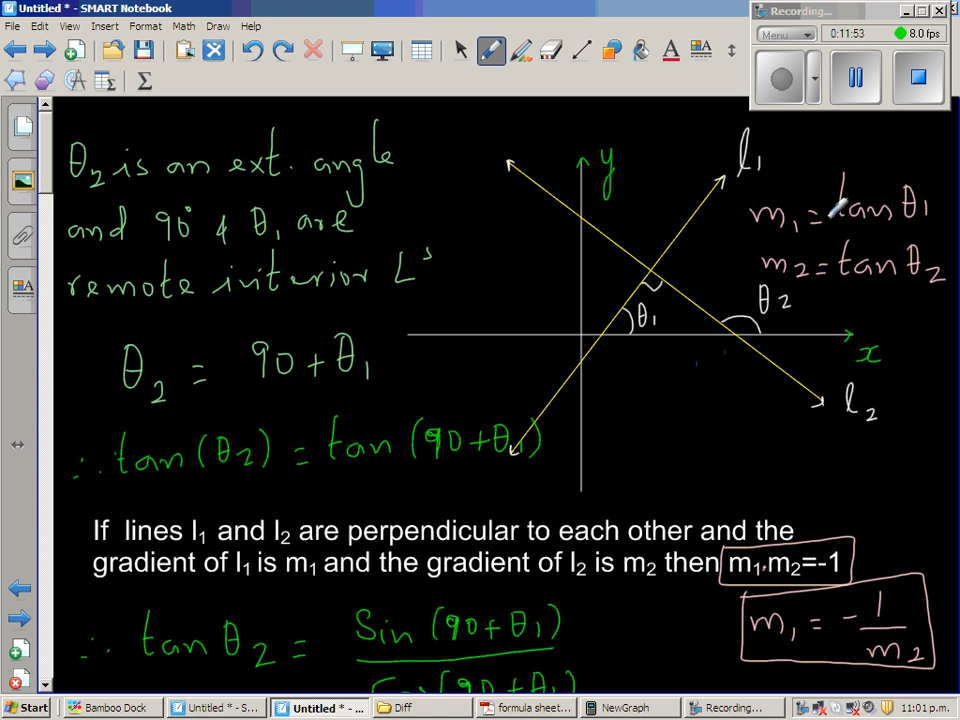 Untitled * - SMART Notebook
File Edit View Insert Format Math Draw Help
Recording...
Menu 0:11:53 8.0 fps
θ2 is an ext. angle
and 90° & θ1 are
remote initerior Ls
θ2 = 90 + θ1
∴ tan(θ2) = tan (90+θ1)
y
l1
m1 = tan θ1
m2 = tan θ2
θ1
θ2
x
l2
If lines l1 and l2 are perpendicular to each other and the
gradient of l1 is m1 and the gradient of l2 is m2 then m1.m2=-1
m1 = - 1/m2
∴ tan θ2 = Sin (90+θ1)
Cos(90+θ1)
Start Bamboo Dock Untitled * - ... Untitled * - ... Diff formula sheet... NewGraph Recording... 11:01 p.m.